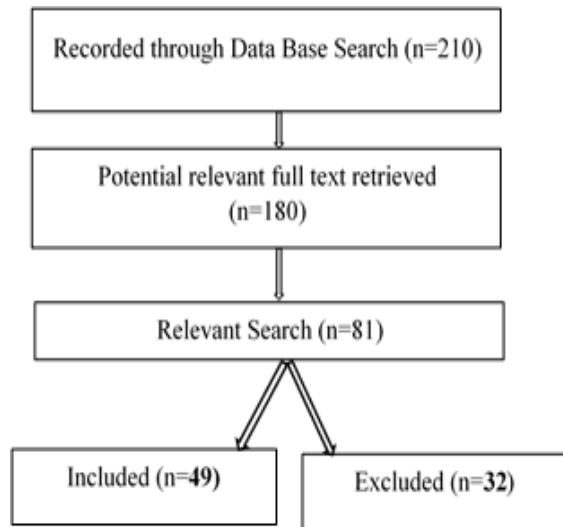 Recorded through Data Base Search (n=210)
Potential relevant full text retrieved
(n=180)
Relevant Search (n=81)
Included (n=49)
Excluded (n=32)